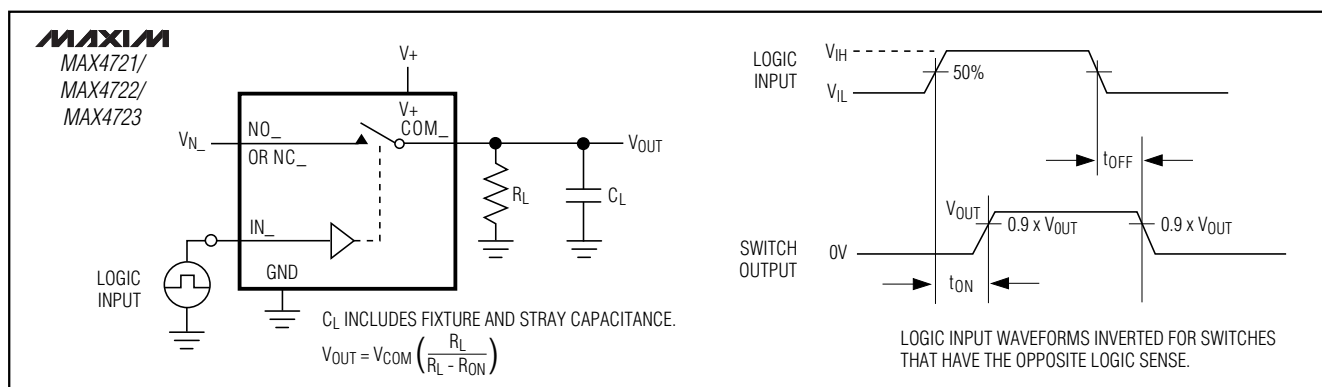 MAXIM
MAX4721/
MAX4722/
MAX4723
V+
V+
VN_
NO_
OR NC_
COM_
VOUT
RL
CL
IN_
LOGIC
INPUT
GND
CL INCLUDES FIXTURE AND STRAY CAPACITANCE.
VOUT = VCOM ( RL / RL - RON )
LOGIC
INPUT
VIH
VIL
50%
tOFF
VOUT
0.9 x VOUT
0.9 x VOUT
SWITCH
OUTPUT
0V
tON
LOGIC INPUT WAVEFORMS INVERTED FOR SWITCHES
THAT HAVE THE OPPOSITE LOGIC SENSE.